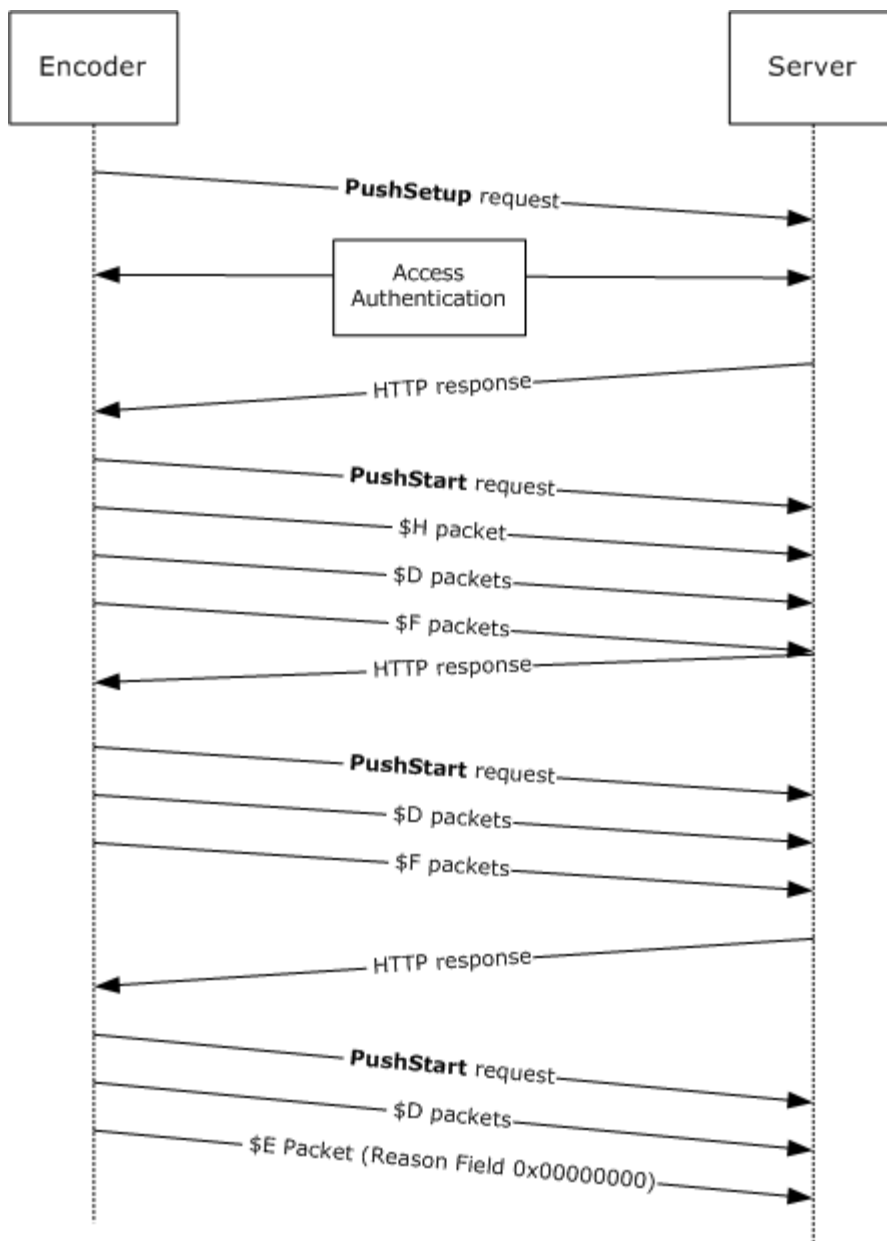 Encoder
Server
PushSetup request
Access
Authentication
HTTP response
PushStart request
$H packet
$D packets
$F packets
HTTP response
PushStart request
$D packets
$F packets
HTTP response
PushStart request
$D packets
$E Packet (Reason Field 0x00000000)